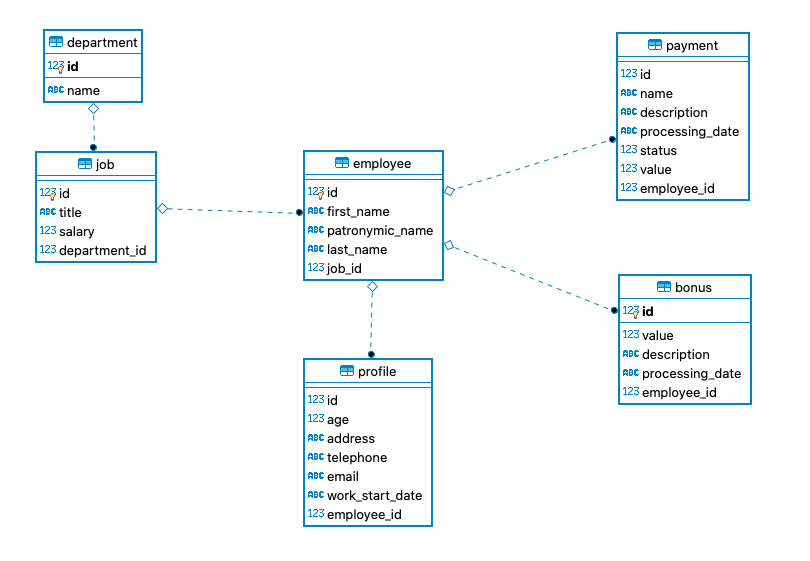 department
123 id
ABC name
job
123 id
ABC title
123 salary
123 department_id
employee
123 id
ABC first_name
ABC patronymic_name
ABC last_name
123 job_id
profile
123 id
123 age
ABC address
ABC telephone
ABC email
ABC work_start_date
123 employee_id
payment
123 id
ABC name
ABC description
ABC processing_date
123 status
123 value
123 employee_id
bonus
123 id
123 value
ABC description
ABC processing_date
123 employee_id